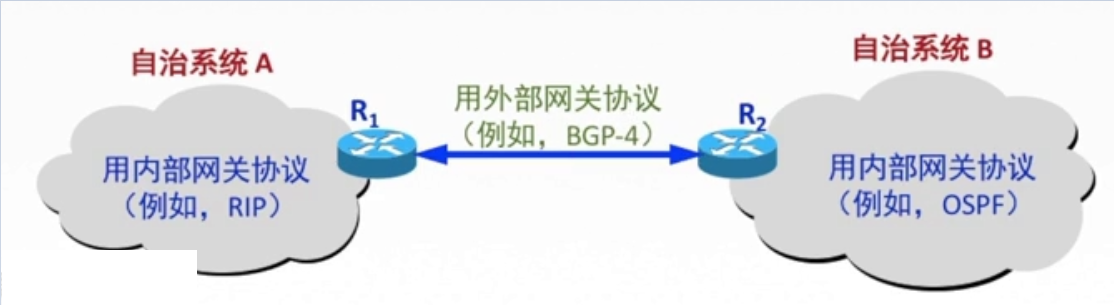 自治系统 A
自治系统 B
R1
用外部网关协议
（例如，BGP-4）
R2
用内部网关协议
（例如，RIP）
用内部网关协议
（例如，OSPF）